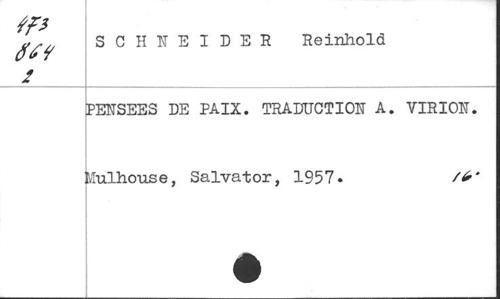 473
864
2
SCHNEIDER Reinhold
PENSEES DE PAIX. TRADUCTION A. VIRION.
Mulhouse, Salvator, 1957. 16.